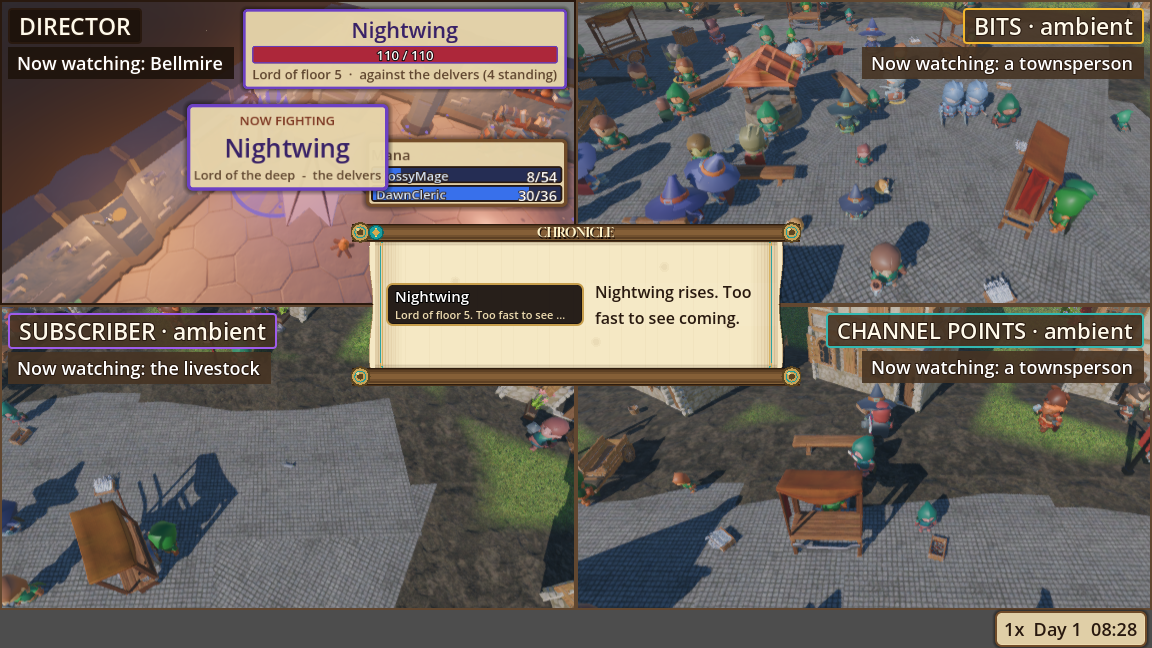 DIRECTOR
Now watching: Bellmire
Nightwing
110 / 110
Lord of floor 5 · against the delvers (4 standing)
NOW FIGHTING
Nightwing
Lord of the deep - the delvers
8/54
DawnCleric
30/36
BITS · ambient
Now watching: a townsperson
CHRONICLE
Nightwing
Lord of floor 5. Too fast to see ...
Nightwing rises. Too
fast to see coming.
SUBSCRIBER · ambient
Now watching: the livestock
CHANNEL POINTS · ambient
Now watching: a townsperson
1x Day 1 08:28